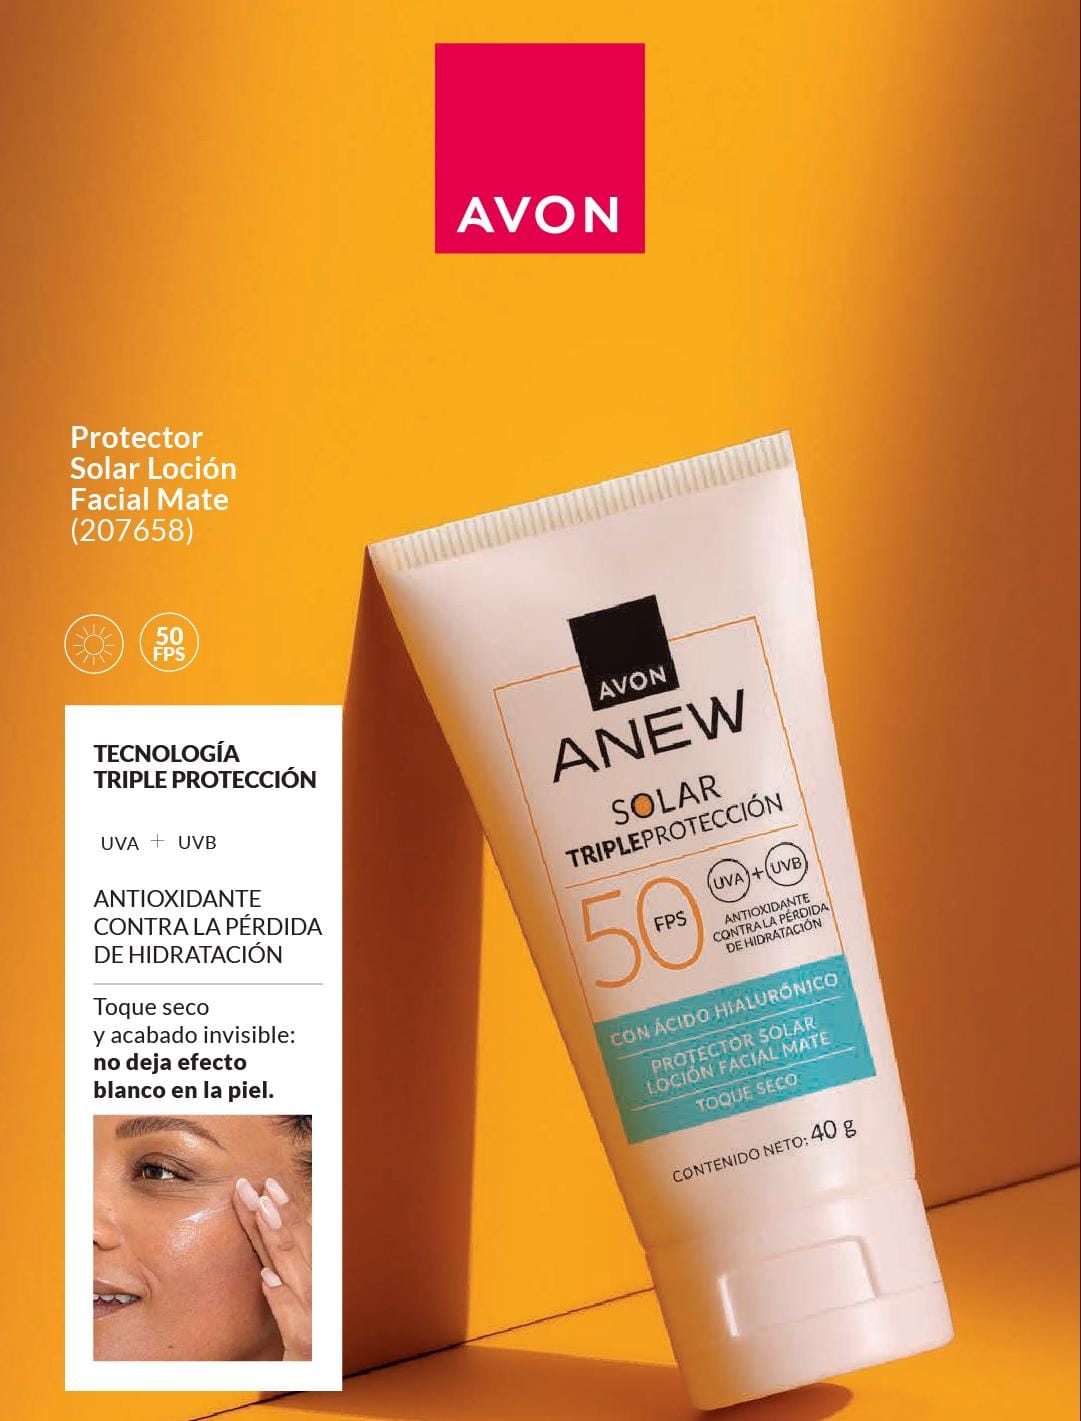 AVON
Protector
Solar Loción
Facial Mate
(207658)
50
FPS
TECNOLOGÍA
TRIPLE PROTECCIÓN
UVA + UVB
ANTIOXIDANTE
CONTRA LA PÉRDIDA
DE HIDRATACIÓN
Toque seco
y acabado invisible:
no deja efecto
blanco en la piel.
AVON
ANEW
SOLAR
TRIPLEPROTECCIÓN
50 FPS
UVA + UVB
ANTIOXIDANTE
CONTRA LA PÉRDIDA
DE HIDRATACIÓN
CON ÁCIDO HIALURÓNICO
PROTECTOR SOLAR
LOCIÓN FACIAL MATE
TOQUE SECO
CONTENIDO NETO: 40 g